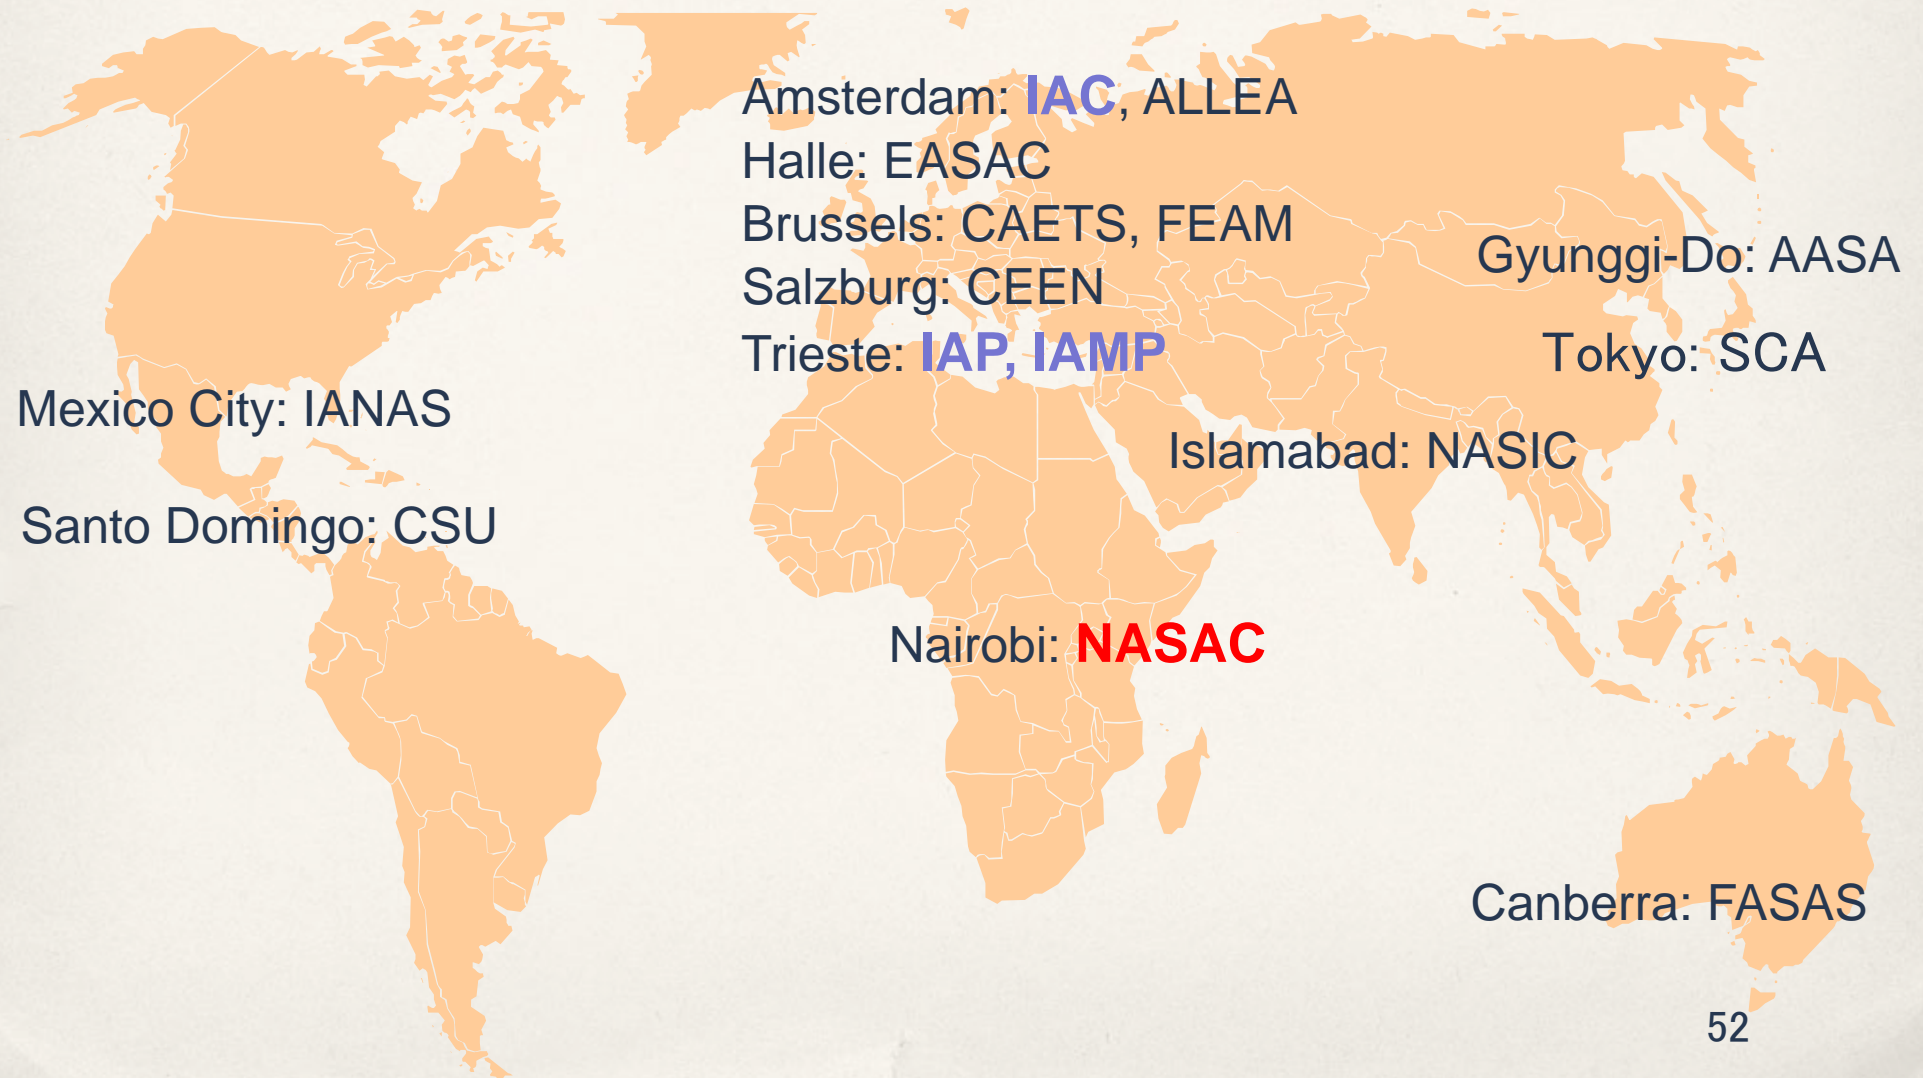 Amsterdam: IAC, ALLEA
Halle: EASAC
Brussels: CAETS, FEAM
Salzburg: CEEN
Trieste: IAP, IAMP
Gyunggi-Do: AASA
Tokyo: SCA
Mexico City: IANAS
Islamabad: NASIC
Santo Domingo: CSU
Nairobi: NASAC
Canberra: FASAS
52